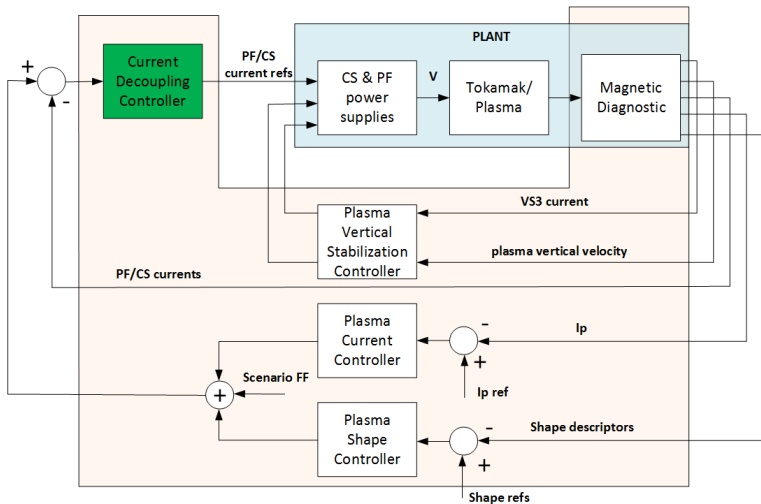 PLANT
+
-
Current
Decoupling
Controller
PF/CS
current refs
CS & PF
power
supplies
V
Tokamak/
Plasma
Magnetic
Diagnostic
Plasma
Vertical
Stabilization
Controller
VS3 current
plasma vertical velocity
PF/CS currents
Plasma
Current
Controller
-
+
Ip
Ip ref
Scenario FF
+
Plasma
Shape
Controller
-
+
Shape descriptors
Shape refs